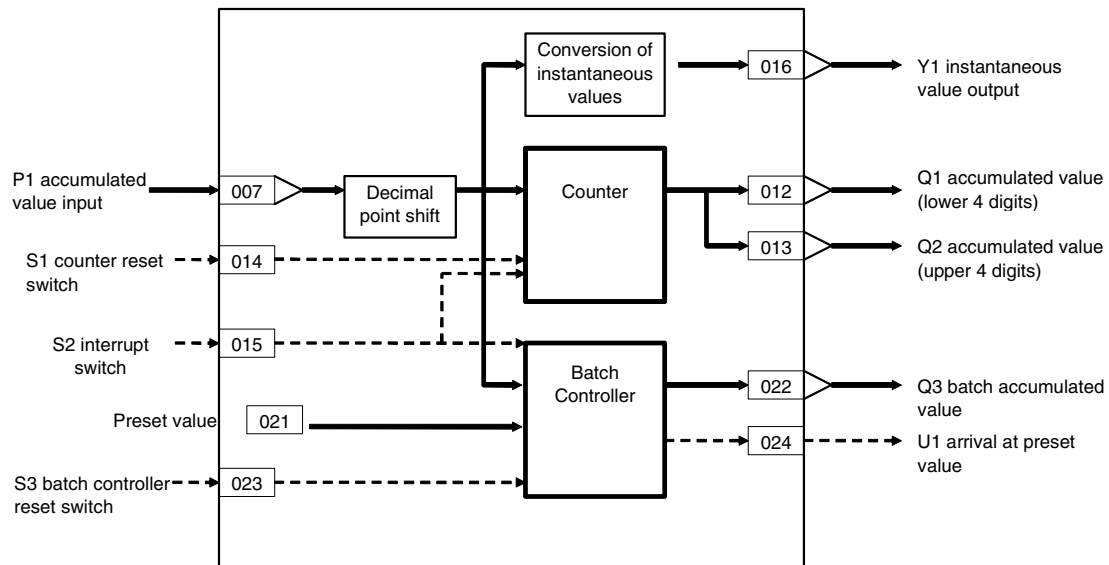 Conversion of
instantaneous
values
016
Y1 instantaneous
value output
P1 accumulated
value input
007
Decimal
point shift
Counter
012
Q1 accumulated value
(lower 4 digits)
013
Q2 accumulated value
(upper 4 digits)
S1 counter reset
switch
014
S2 interrupt
switch
015
Batch
Controller
022
Q3 batch accumulated
value
Preset value
021
024
U1 arrival at preset
value
S3 batch controller
reset switch
023